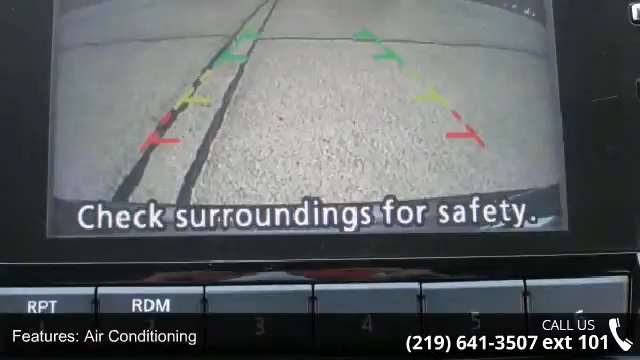 Check surroundings for safety.
RPT
RDM
3
4
5
Features: Air Conditioning
CALL US
(219) 641-3507 ext 101